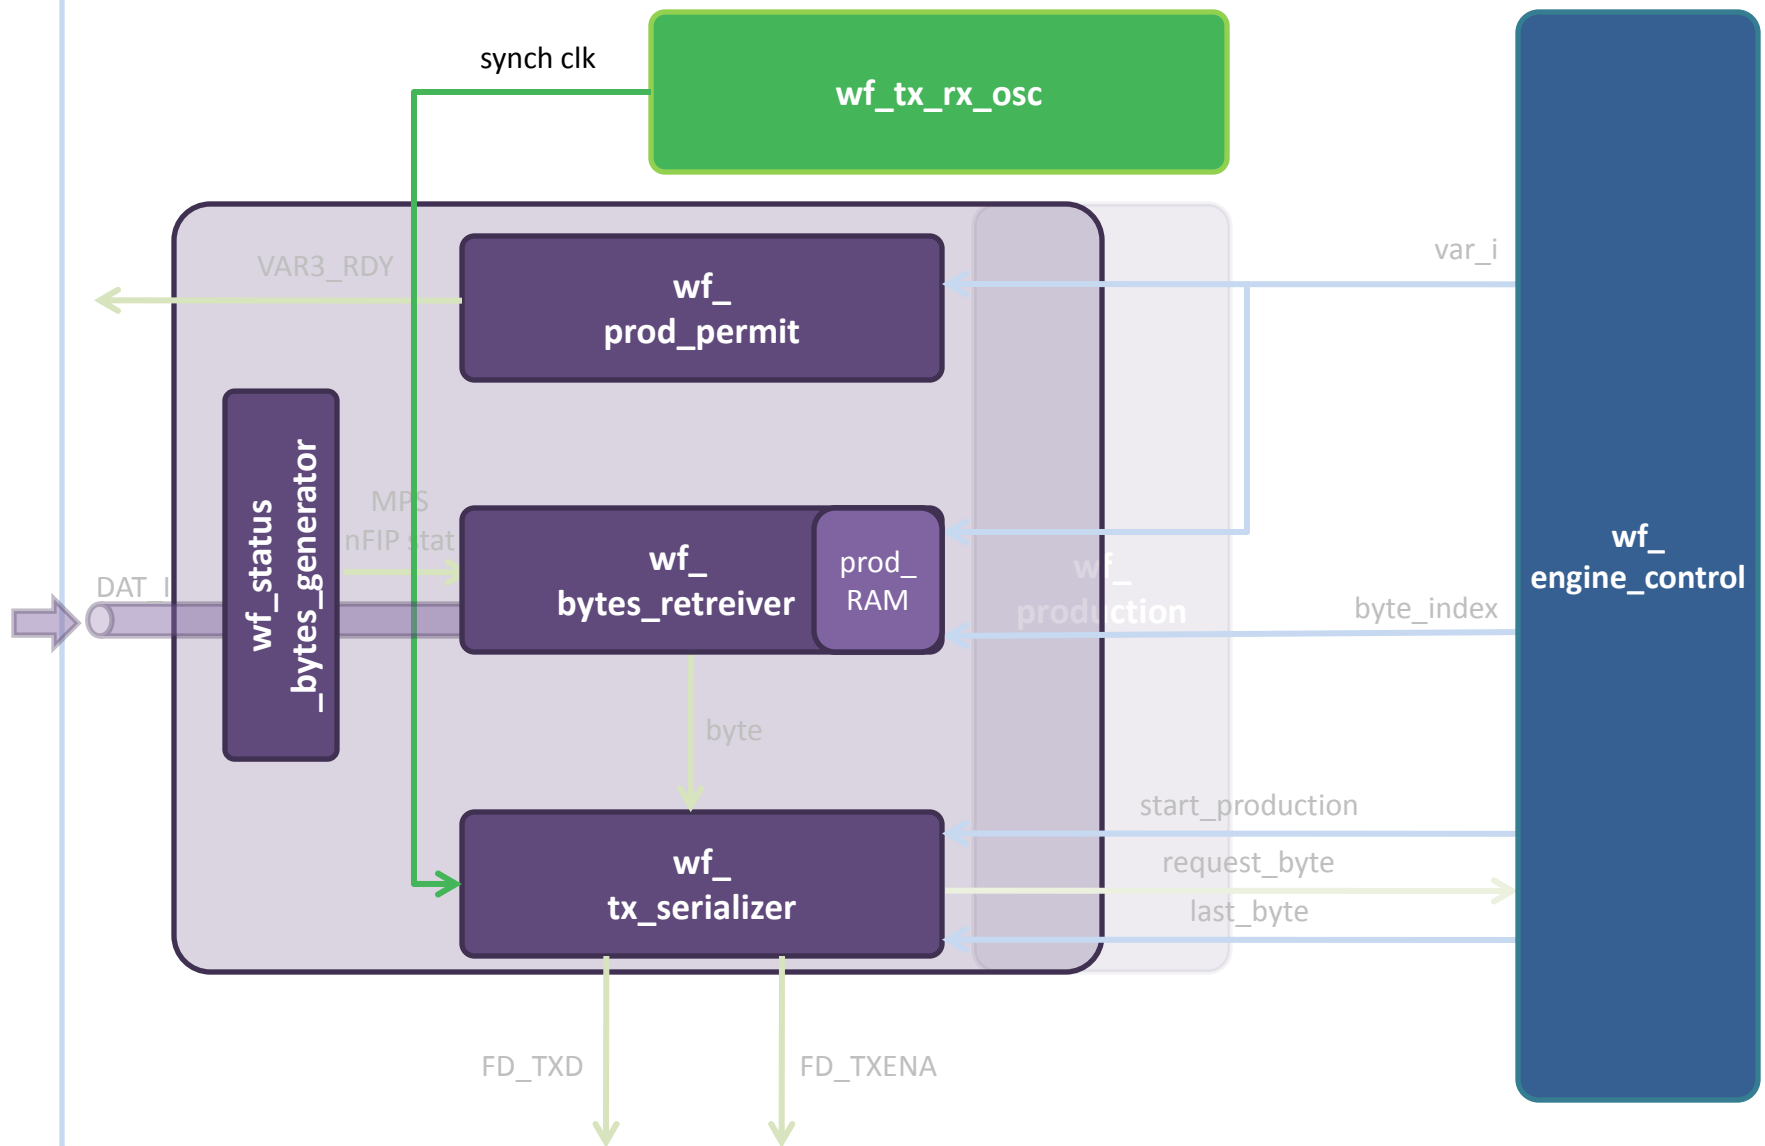 synch clk
wf_tx_rx_osc
VAR3_RDY
wf_
prod_permit
var_i
wf_status
_bytes_generator
MPS
nFIP stat
DAT_I
wf_
bytes_retreiver
prod_
RAM
wf_
production
byte_index
wf_
engine_control
byte
start_production
request_byte
last_byte
wf_
tx_serializer
FD_TXD
FD_TXENA